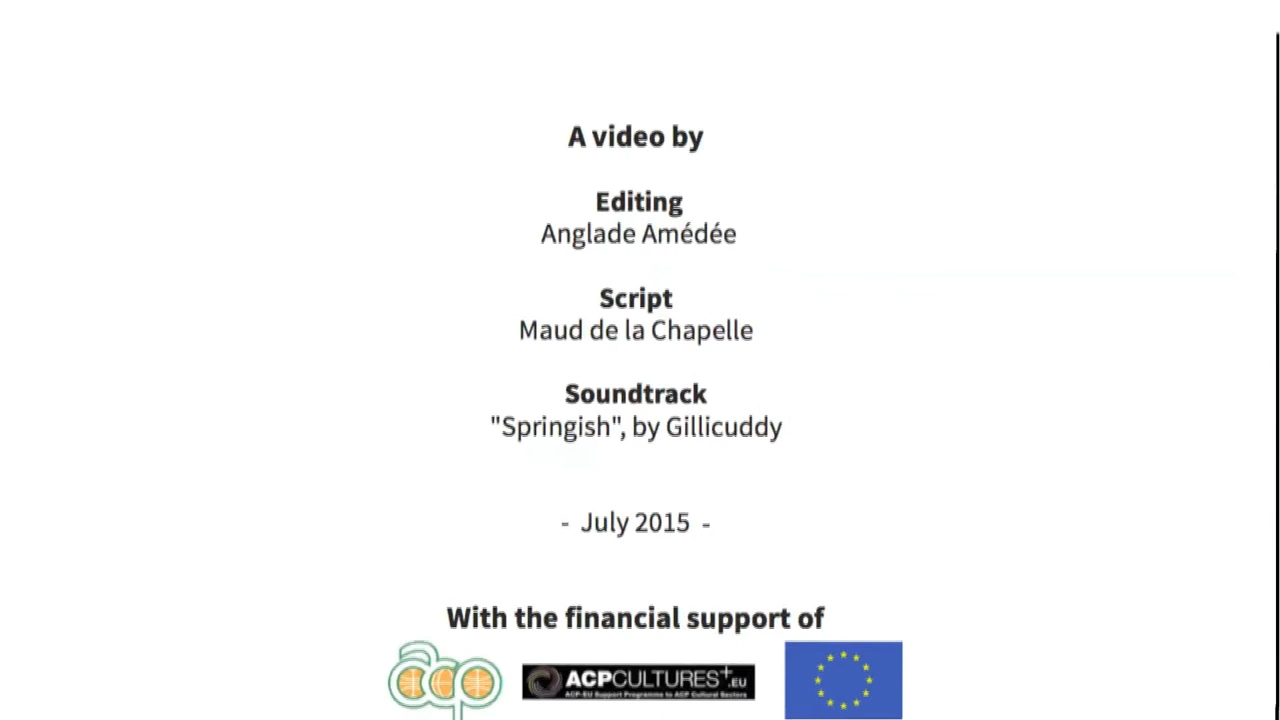 A video by
Editing
Anglade Amédée
Script
Maud de la Chapelle
Soundtrack
"Springish", by Gillicuddy
- July 2015 -
With the financial support of
acp
ACPCULTURES+.EU
ACP-EU Support Programme to ACP Cultural Sectors